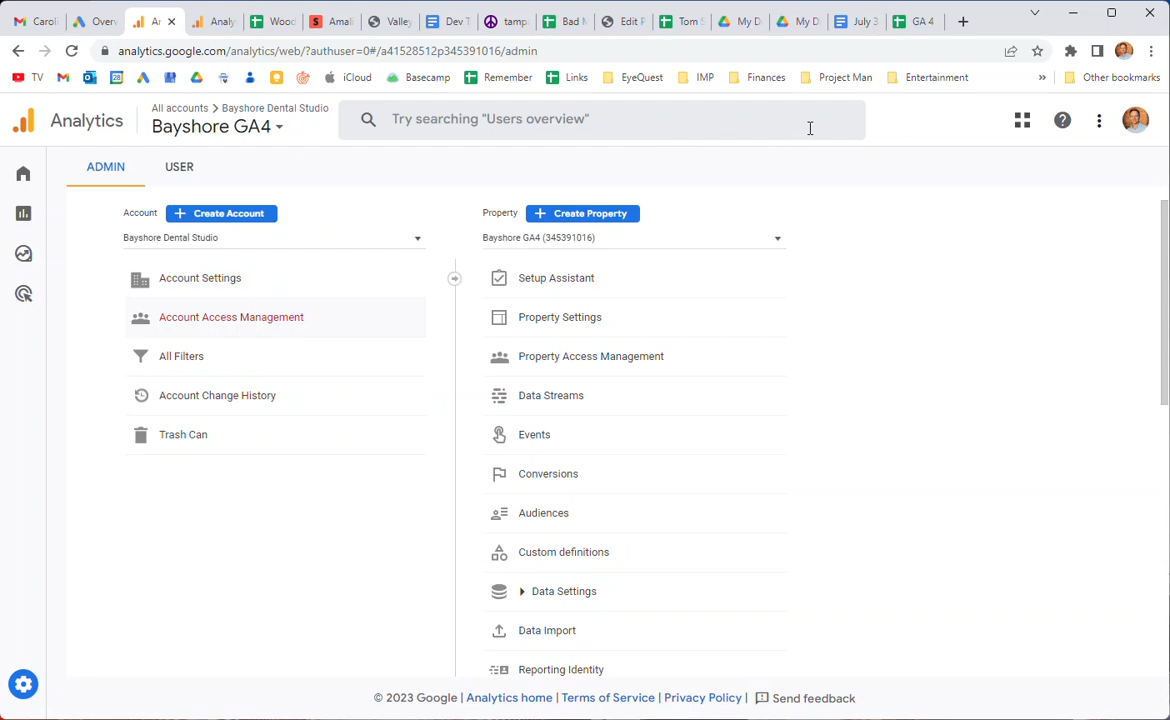 Caroli
Overv
Ar
Analy
Wood
Amali
Valley
Dev T
tamp
Bad M
Edit P
Tom S
My D
My D
July 3
GA 4
analytics.google.com/analytics/web/?authuser=0#/a41528512p345391016/admin
TV
iCloud
Basecamp
Remember
Links
EyeQuest
IMP
Finances
Project Man
Entertainment
Other bookmarks
Analytics
All accounts > Bayshore Dental Studio
Bayshore GA4
Try searching "Users overview"
ADMIN
USER
Account
+ Create Account
Property
+ Create Property
Bayshore Dental Studio
Bayshore GA4 (345391016)
Account Settings
Account Access Management
All Filters
Account Change History
Trash Can
Setup Assistant
Property Settings
Property Access Management
Data Streams
Events
Conversions
Audiences
Custom definitions
Data Settings
Data Import
Reporting Identity
© 2023 Google | Analytics home | Terms of Service | Privacy Policy | Send feedback